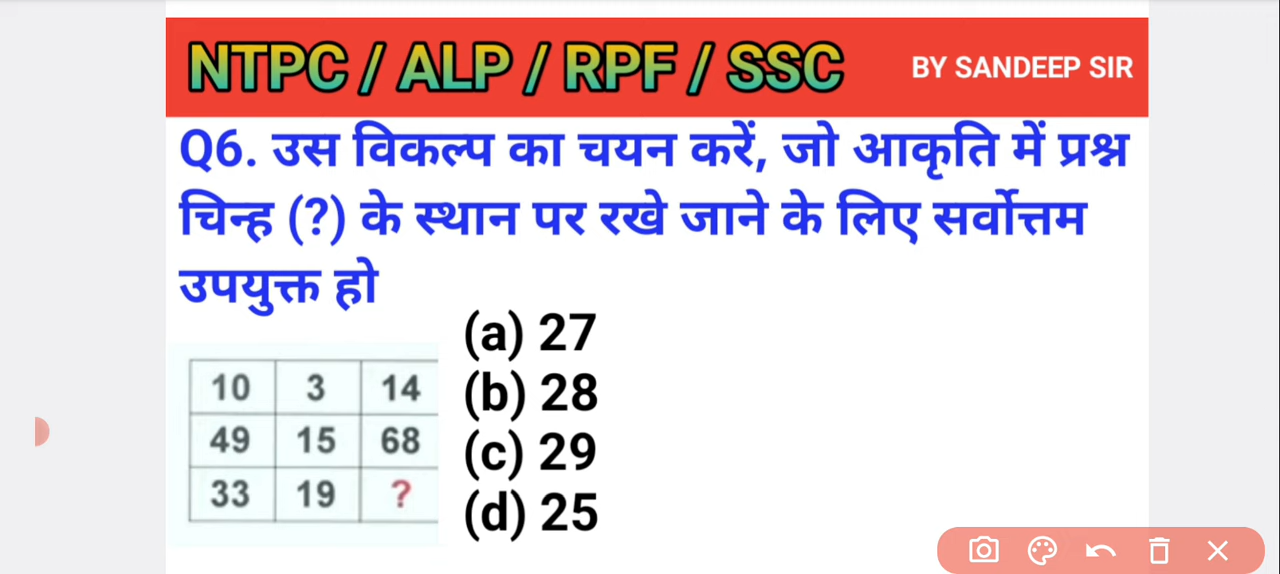 NTPC / ALP / RPF / SSC BY SANDEEP SIR
Q6. उस विकल्प का चयन करें, जो आकृति में प्रश्न
चिन्ह (?) के स्थान पर रखे जाने के लिए सर्वोत्तम
उपयुक्त हो
(a) 27
(b) 28
(c) 29
(d) 25
10 3 14
49 15 68
33 19 ?